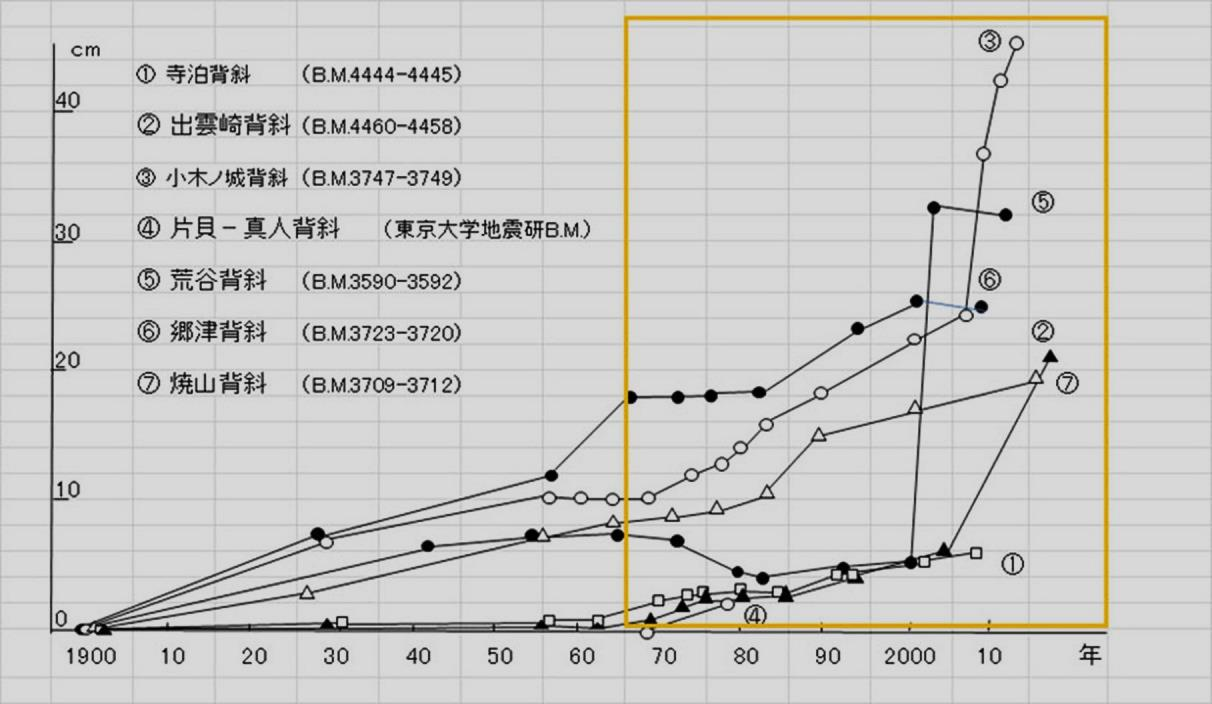 cm
① 寺泊背斜 (B.M.4444-4445)
② 出雲崎背斜 (B.M.4460-4458)
③ 小木ノ城背斜 (B.M.3747-3749)
④ 片貝-真人背斜 (東京大学地震研B.M.)
⑤ 荒谷背斜 (B.M.3590-3592)
⑥ 郷津背斜 (B.M.3723-3720)
⑦ 焼山背斜 (B.M.3709-3712)
40
30
20
10
0
③
⑤
⑥
②
⑦
①
④
1900 10 20 30 40 50 60 70 80 90 2000 10 年